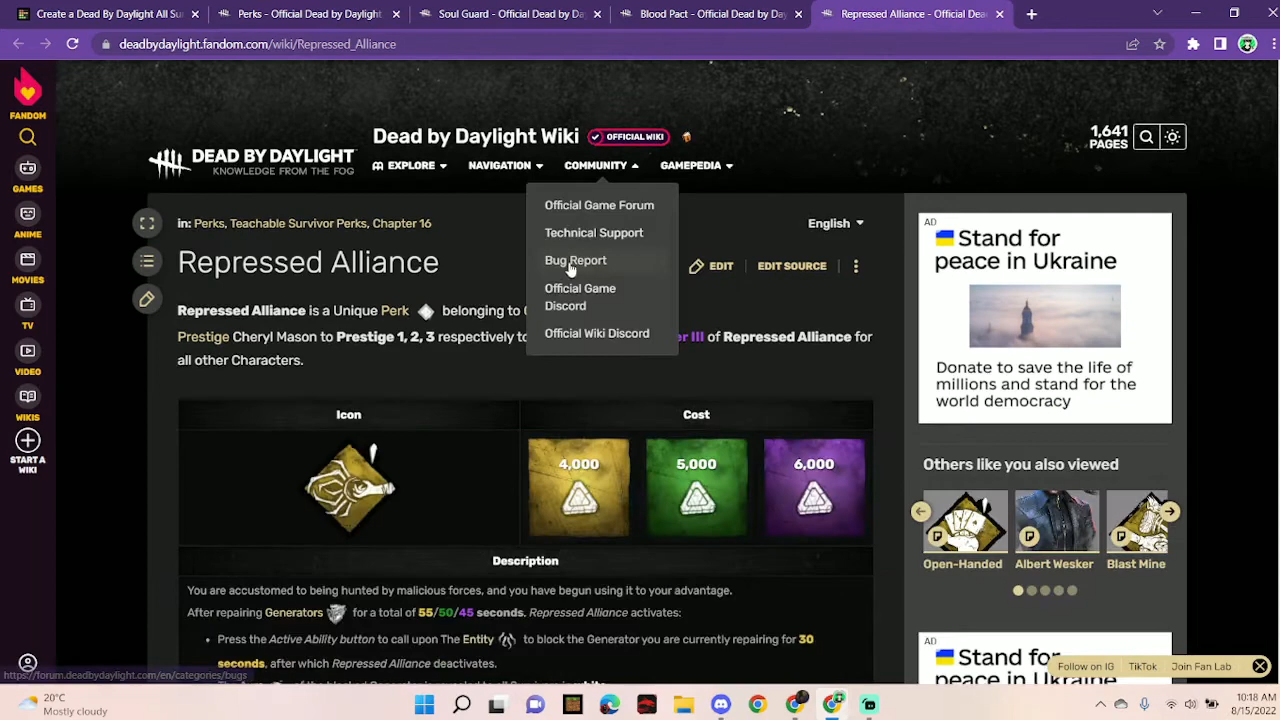 Create a Dead by Daylight All Su
Perks - Official Dead by Daylight
Soul Guard - Official Dead by Da
Blood Pact - Official Dead by Day
Repressed Alliance - Official Dea
deadbydaylight.fandom.com/wiki/Repressed_Alliance
FANDOM
GAMES
ANIME
MOVIES
TV
VIDEO
WIKIS
START A
WIKI
DEAD BY DAYLIGHT
KNOWLEDGE FROM THE FOG
Dead by Daylight Wiki
OFFICIAL WIKI
EXPLORE
NAVIGATION
COMMUNITY
GAMEPEDIA
1,641
PAGES
Official Game Forum
Technical Support
Bug Report
Official Game
Discord
Official Wiki Discord
in: Perks, Teachable Survivor Perks, Chapter 16
English
Repressed Alliance
EDIT
EDIT SOURCE
Repressed Alliance is a Unique Perk belonging to
Prestige Cheryl Mason to Prestige 1, 2, 3 respectively to er III of Repressed Alliance for
all other Characters.
Icon
Cost
4,000
5,000
6,000
Description
You are accustomed to being hunted by malicious forces, and you have begun using it to your advantage.
After repairing Generators for a total of 55/50/45 seconds, Repressed Alliance activates:
• Press the Active Ability button to call upon The Entity to block the Generator you are currently repairing for 30
seconds, after which Repressed Alliance deactivates.
AD
Stand for
peace in Ukraine
Donate to save the life of
millions and stand for the
world democracy
Others like you also viewed
Open-Handed
Albert Wesker
Blast Mine
AD
Stand for
peace in Ukraine
Follow on IG
TikTok
Join Fan Lab
https://forum.deadbydaylight.com/en/categories/bugs
20°C
Mostly cloudy
10:18 AM
8/15/2022